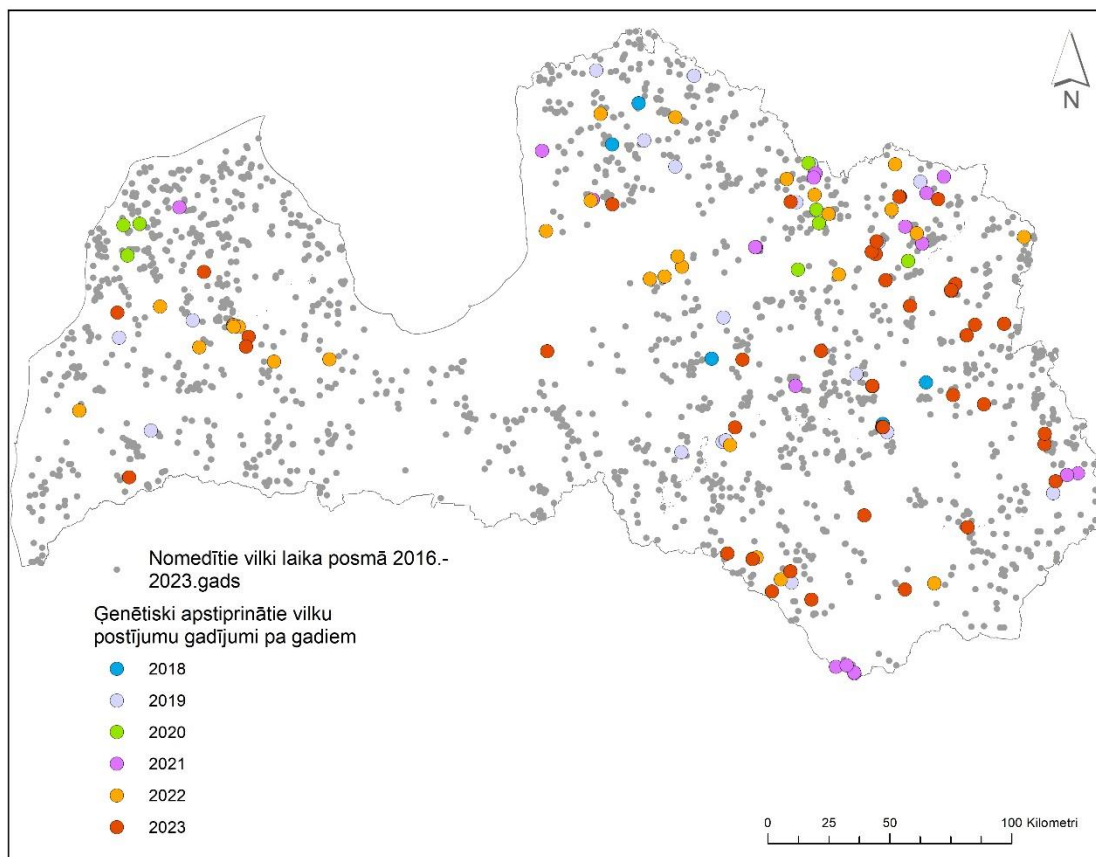 N
Nomedītie vilki laika posmā 2016.-
2023.gads
Ģenētiski apstiprinātie vilku
postījumu gadījumi pa gadiem
2018
2019
2020
2021
2022
2023
0 25 50 100 Kilometri